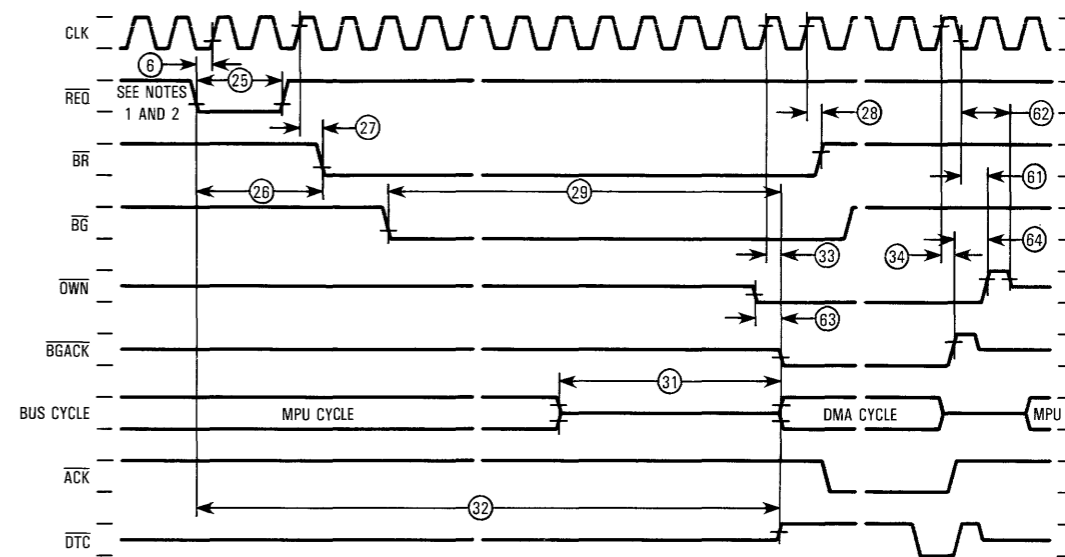 CLK
6
25
REQ
SEE NOTES
1 AND 2
27
28
62
BR
26
29
61
BG
33
34
64
OWN
63
BGACK
31
BUS CYCLE
MPU CYCLE
DMA CYCLE
MPU
ACK
32
DTC